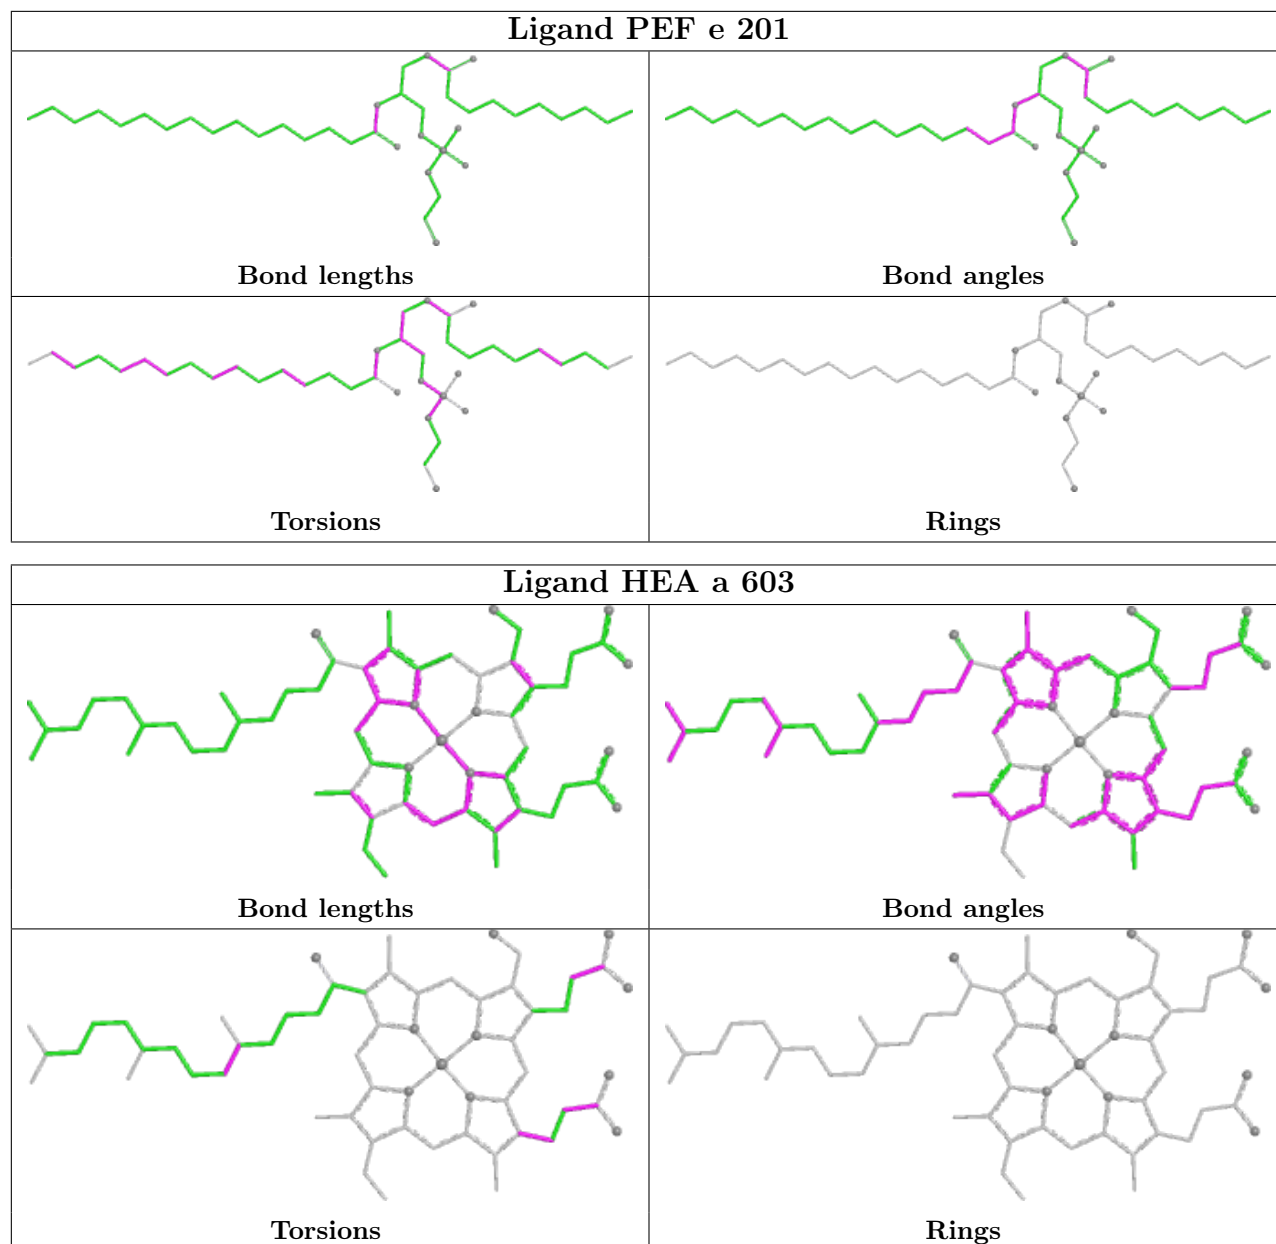 Ligand PEF e 201
Bond lengths
Bond angles
Torsions
Rings
Ligand HEA a 603
Bond lengths
Bond angles
Torsions
Rings